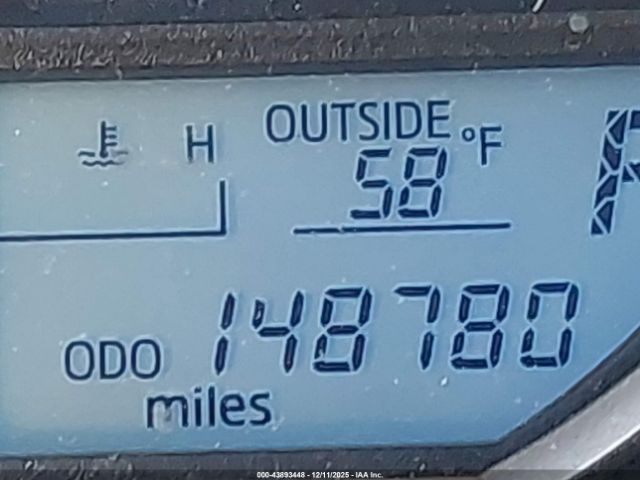 OUTSIDE °F
H
58
ODO 148780
miles
000-43893448 - 12/11/2025 - IAA Inc.